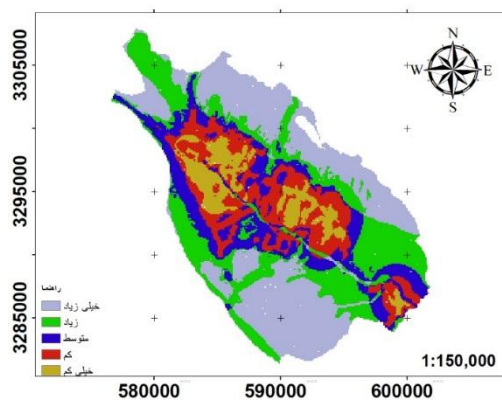 N
W E
S
3305000
3295000
3285000
راهنما
خیلی زیاد
زیاد
متوسط
کم
خیلی کم
1:150,000
580000 590000 600000